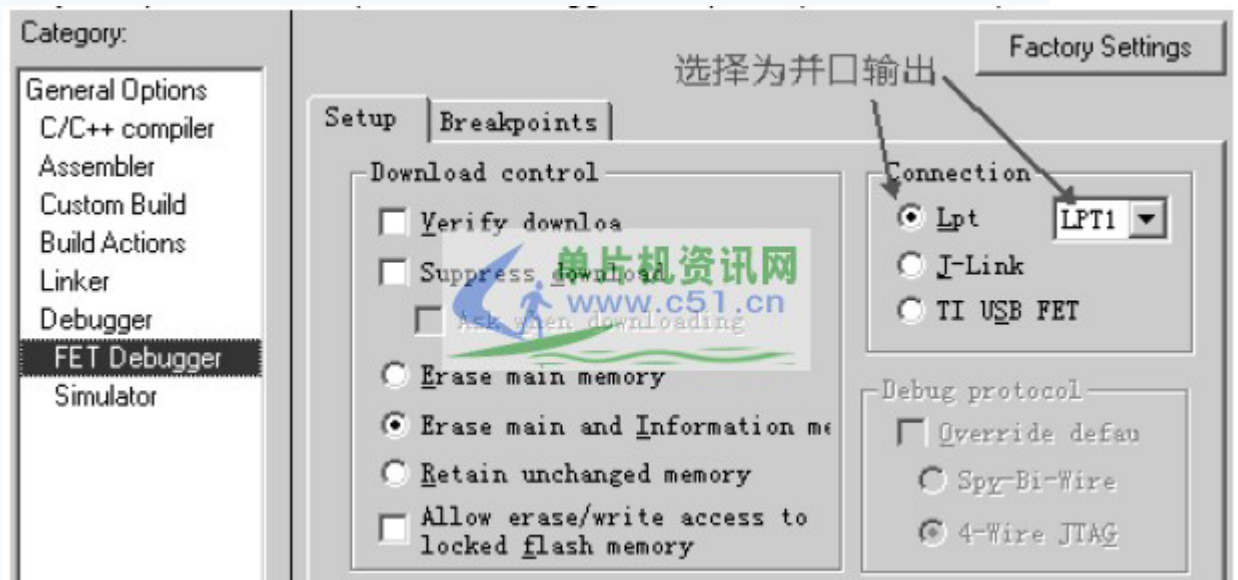 Category:
Factory Settings
选择为并口输出
General Options
C/C++ compiler
Assembler
Custom Build
Build Actions
Linker
Debugger
FET Debugger
Simulator
Setup
Breakpoints
Download control
Verify downloa
Suppress download
Ask when downloading
Erase main memory
Erase main and Information me
Retain unchanged memory
Allow erase/write access to
locked flash memory
Connection
Lpt
LPT1
J-Link
TI USB FET
Debug protocol
Override defau
Spy-Bi-Wire
4-Wire JTAG
单片机资讯网
www.c51.cn